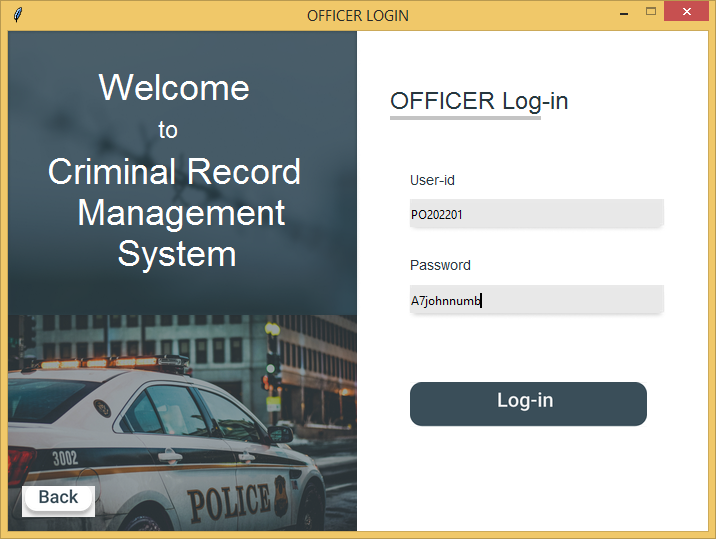 OFFICER LOGIN
Welcome
to
Criminal Record
Management
System
3002
POLICE
Back
OFFICER Log-in
User-id
PO202201
Password
A7johnnumb
Log-in